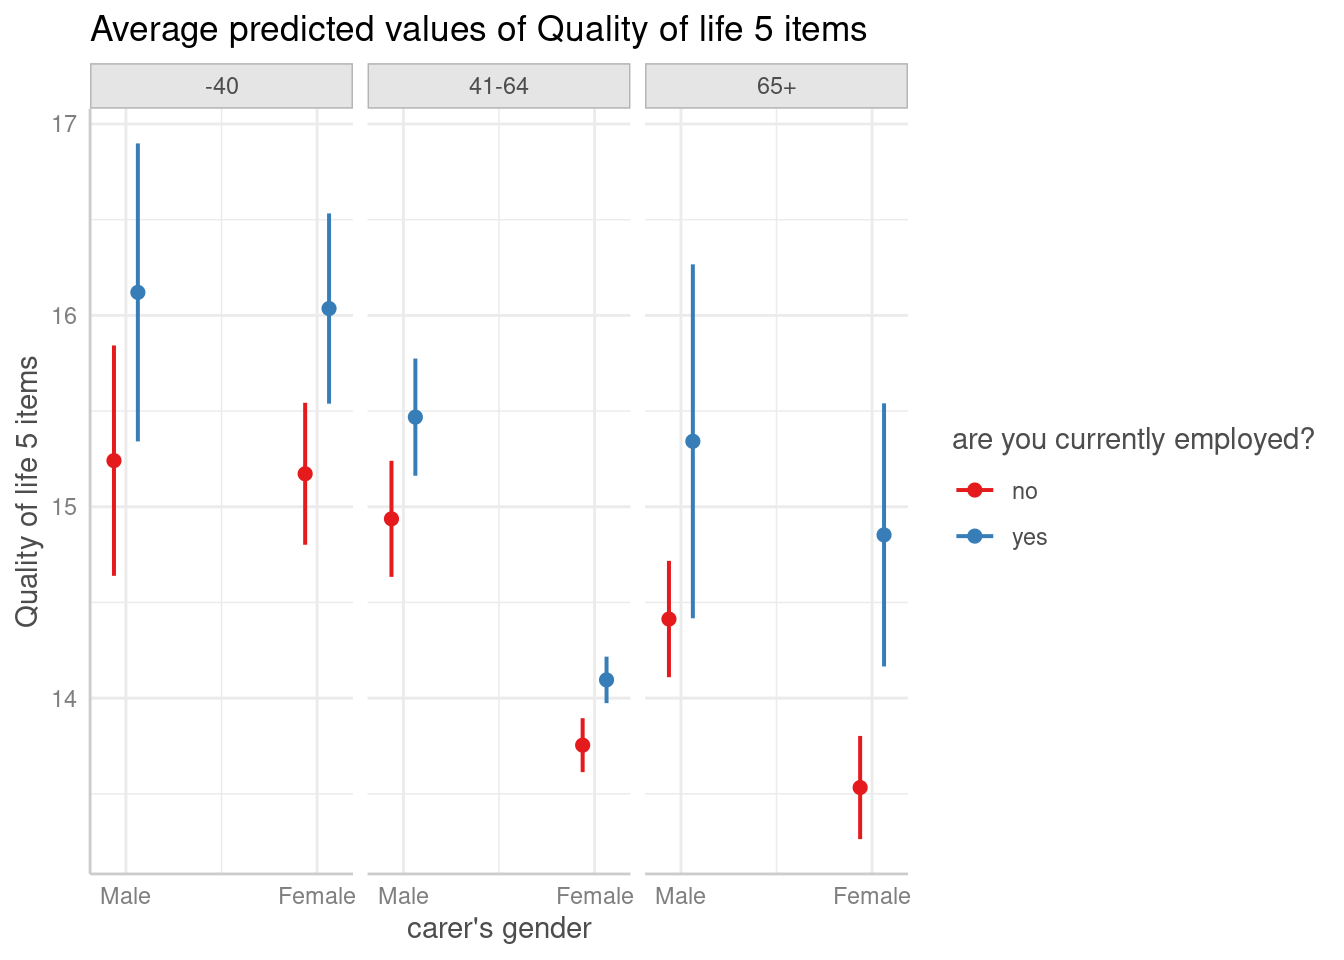 Average predicted values of Quality of life 5 items
-40
41-64
65+
17
16
15
14
Quality of life 5 items
Male
Female
Male
Female
Male
Female
carer's gender
are you currently employed?
no
yes